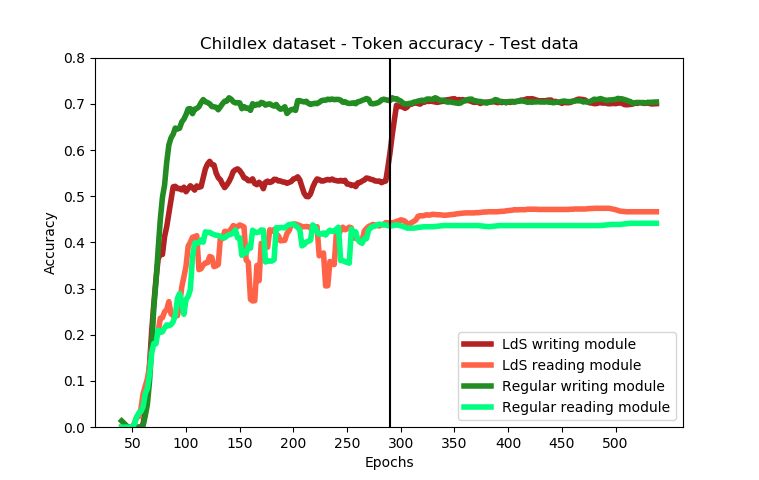 Childlex dataset - Token accuracy - Test data
0.8
0.7
0.6
0.5
0.4
0.3
0.2
0.1
0.0
Accuracy
50 100 150 200 250 300 350 400 450 500
Epochs
LdS writing module
LdS reading module
Regular writing module
Regular reading module